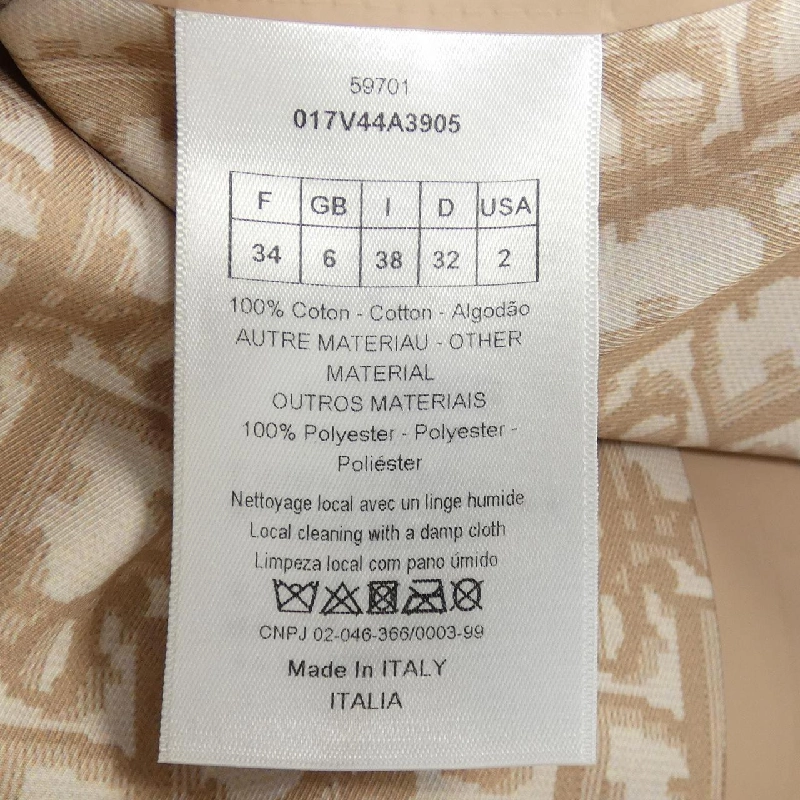 59701
017V44A3905
F GB I D USA
34 6 38 32 2
100% Coton - Cotton - Algodão
AUTRE MATERIAU - OTHER
MATERIAL
OUTROS MATERIAIS
100% Polyester - Polyester -
Poliéster
Nettoyage local avec un linge humide
Local cleaning with a damp cloth
Limpeza local com pano úmido
CNPJ 02-046-366/0003-99
Made In ITALY
ITALIA